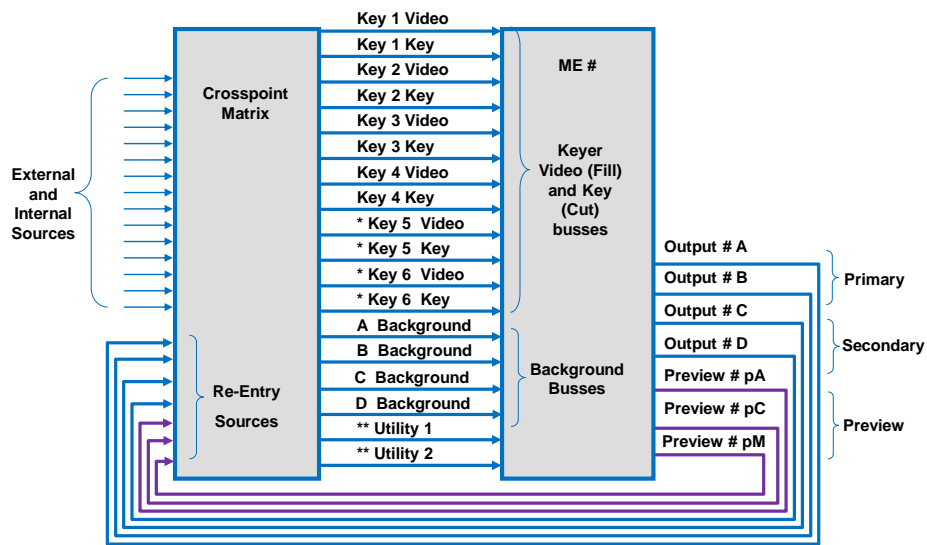 Key 1 Video
Key 1 Key
Key 2 Video
Key 2 Key
Key 3 Video
Key 3 Key
Key 4 Video
Key 4 Key
* Key 5 Video
* Key 5 Key
* Key 6 Video
* Key 6 Key
A Background
B Background
C Background
D Background
** Utility 1
** Utility 2
External
and
Internal
Sources
Crosspoint
Matrix
Re-Entry
Sources
ME #
Keyer
Video (Fill)
and Key
(Cut)
busses
Background
Busses
Output # A
Output # B
Output # C
Output # D
Preview # pA
Preview # pC
Preview # pM
Primary
Secondary
Preview